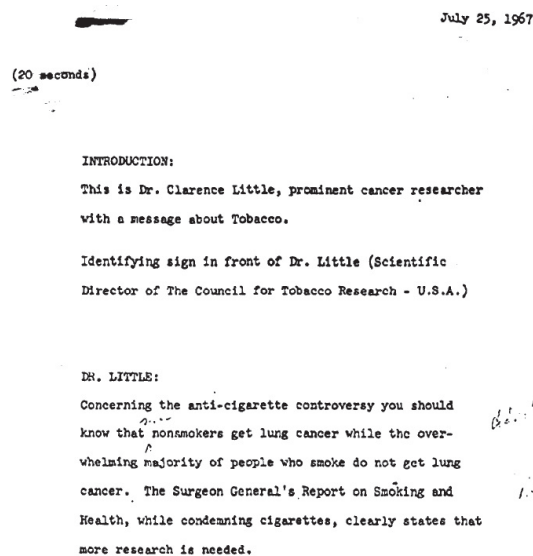 July 25, 1967
(20 seconds)
INTRODUCTION:
This is Dr. Clarence Little, prominent cancer researcher
with a message about Tobacco.
Identifying sign in front of Dr. Little (Scientific
Director of The Council for Tobacco Research - U.S.A.)
DR. LITTLE:
Concerning the anti-cigarette controversy you should
know that nonsmokers get lung cancer while the over-
whelming majority of people who smoke do not get lung
cancer. The Surgeon General's Report on Smoking and
Health, while condemning cigarettes, clearly states that
more research is needed.